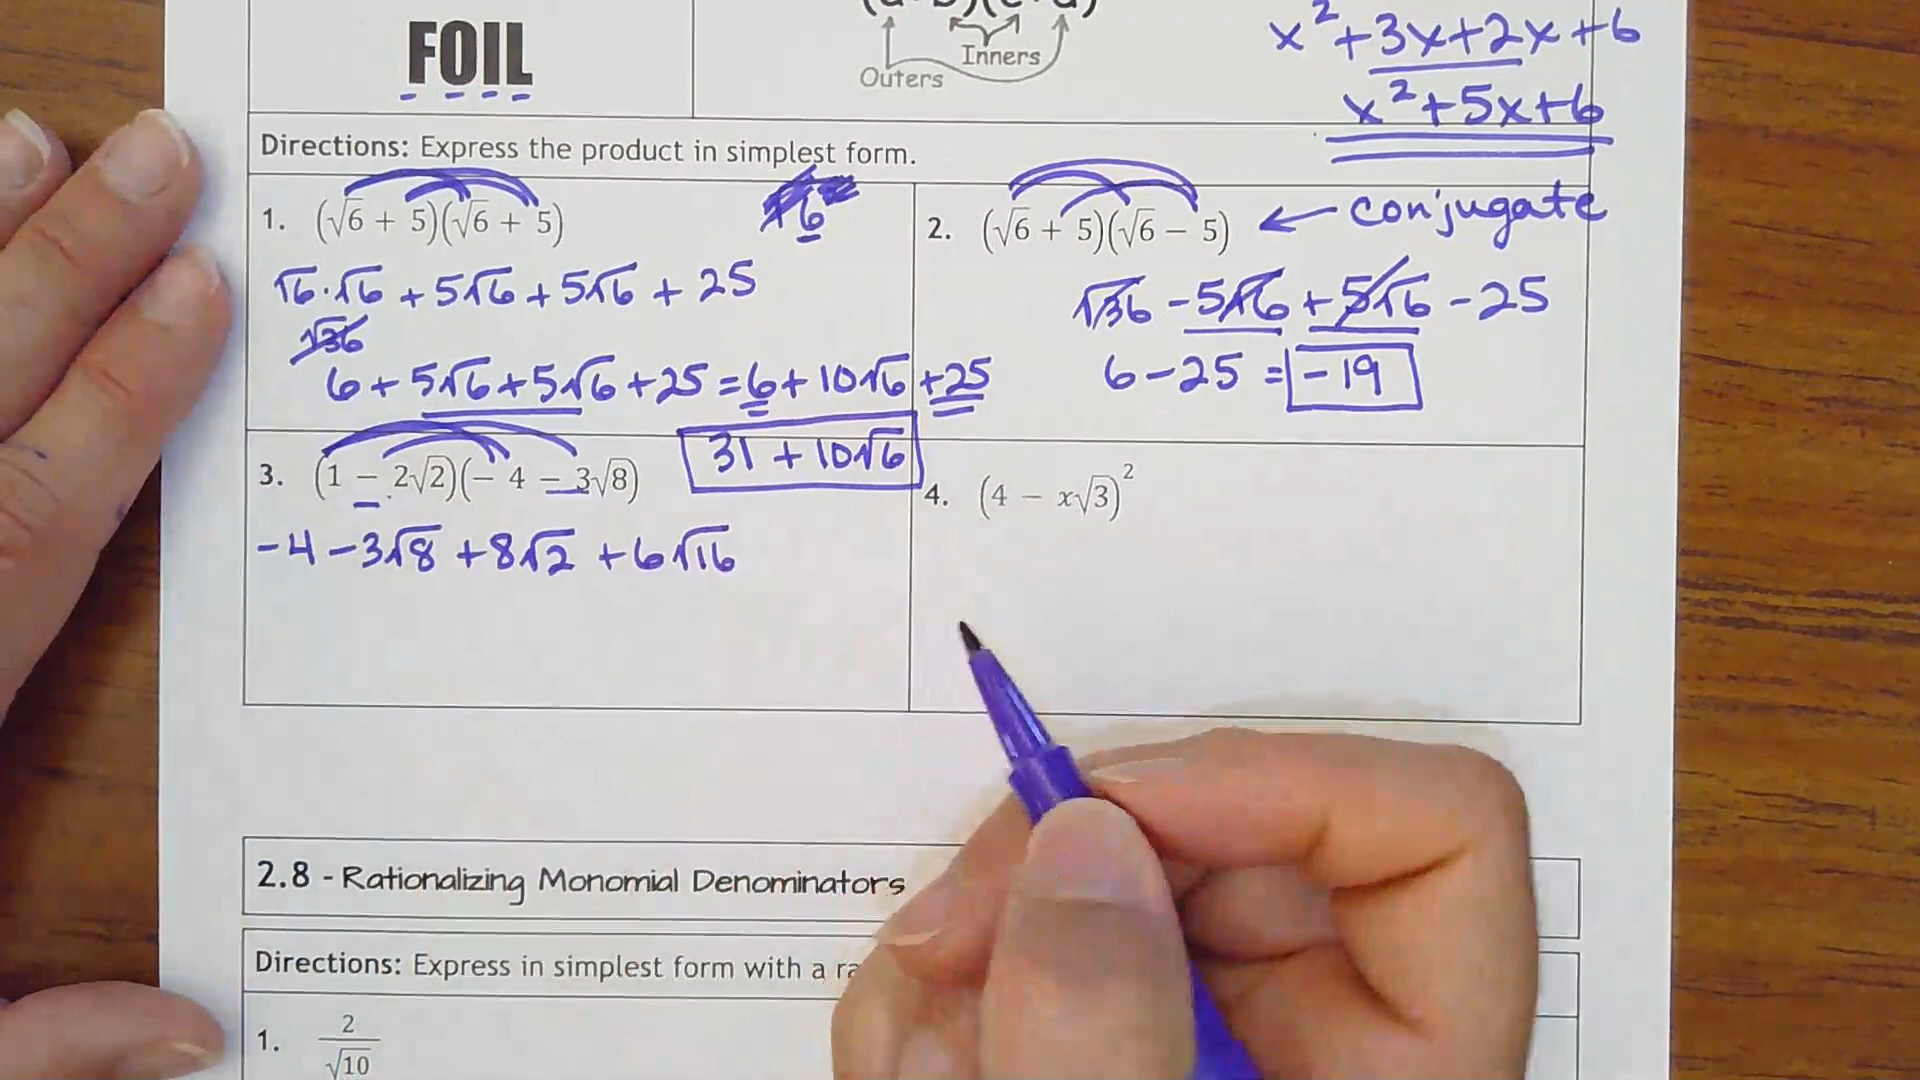 FOIL
Inners
Outers
x² + 3x + 2x + 6
x² + 5x + 6
Directions: Express the product in simplest form.
1. (√6 + 5)(√6 + 5)
6
√6·√6 + 5√6 + 5√6 + 25
√36
6 + 5√6 + 5√6 + 25 = 6 + 10√6 + 25
31 + 10√6
2. (√6 + 5)(√6 − 5) ← conjugate
√36 − 5√6 + 5√6 − 25
6 − 25 = −19
3. (1 − 2√2)(− 4 − 3√8)
−4 − 3√8 + 8√2 + 6√16
4. (4 − x√3)²
2.8 - Rationalizing Monomial Denominators
Directions: Express in simplest form with a
1. 2/√10